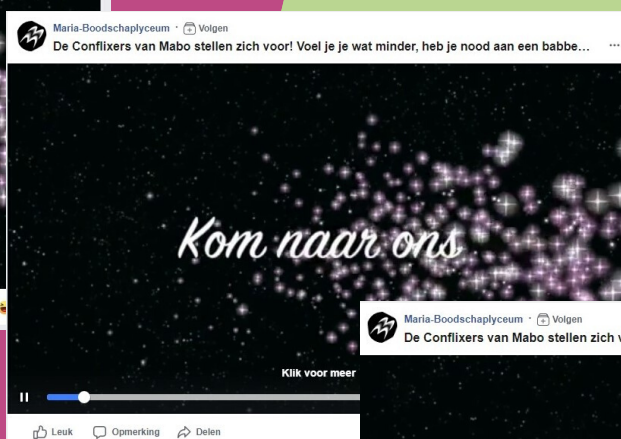 Maria-Boodschaplyceum · Volgen
De Conflixers van Mabo stellen zich voor! Voel je je wat minder, heb je nood aan een babbe...
Kom naar ons
Klik voor meer
Leuk Opmerking Delen
Maria-Boodschaplyceum · Volgen
De Conflixers van Mabo stellen zich